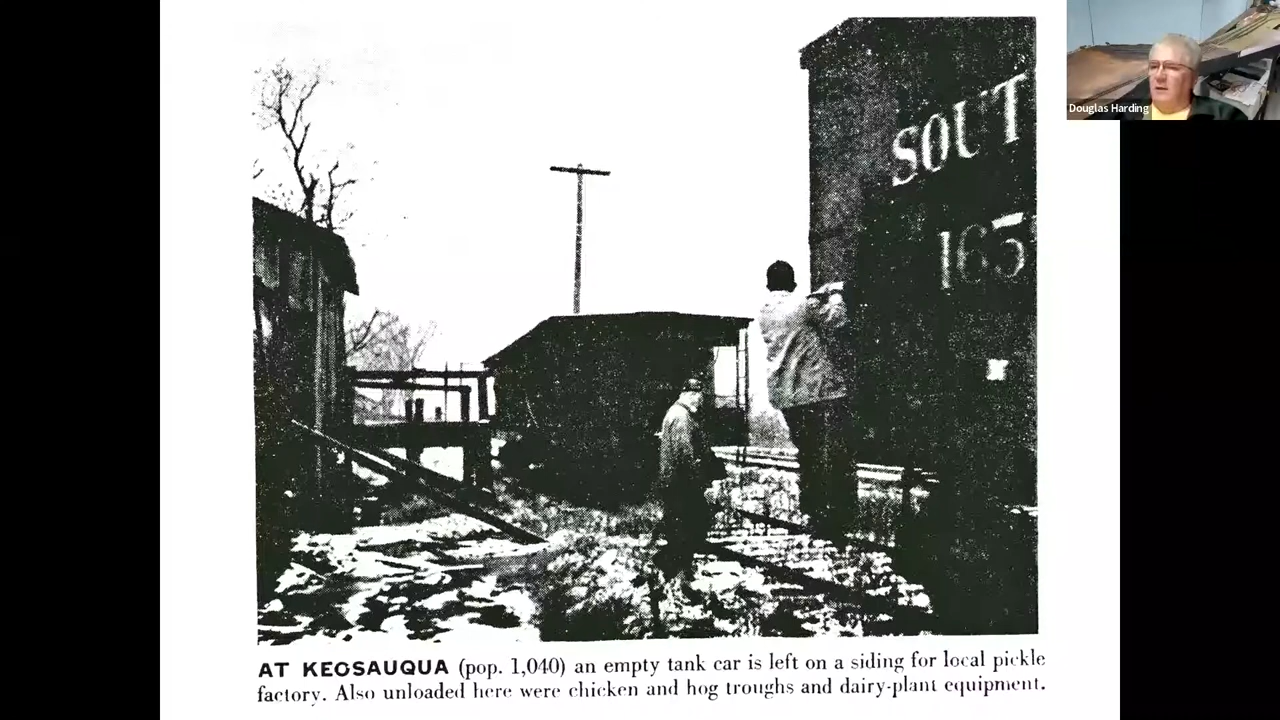 Douglas Harding
SOUT
165
AT KEOSAUQUA (pop. 1,040) an empty tank car is left on a siding for local pickle
factory. Also unloaded here were chicken and hog troughs and dairy-plant equipment.